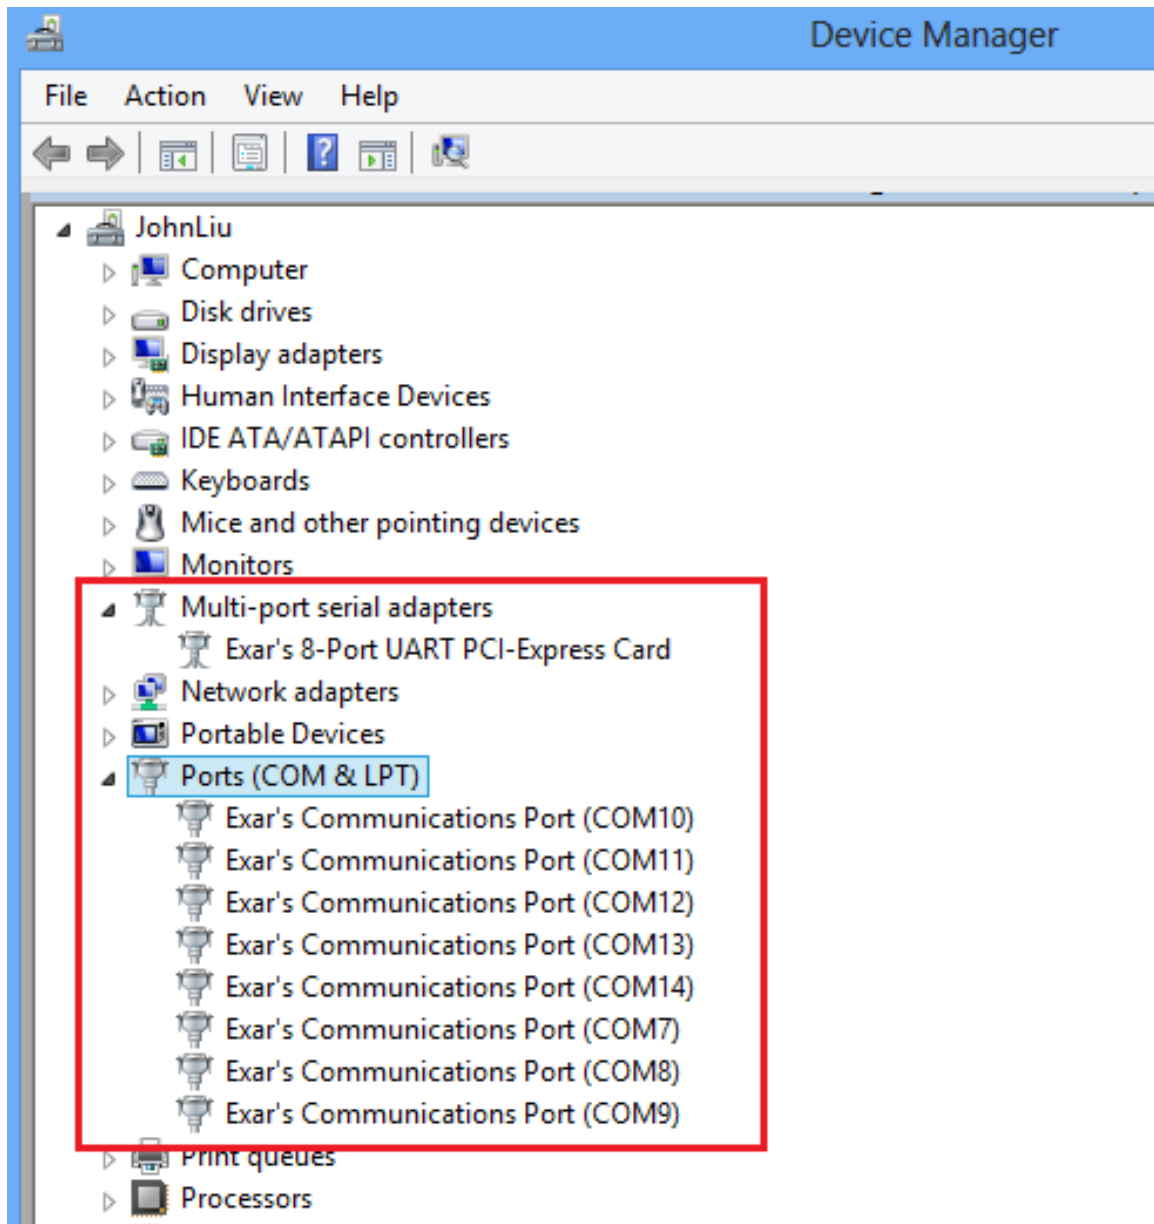 Device Manager
File Action View Help
JohnLiu
Computer
Disk drives
Display adapters
Human Interface Devices
IDE ATA/ATAPI controllers
Keyboards
Mice and other pointing devices
Monitors
Multi-port serial adapters
Exar's 8-Port UART PCI-Express Card
Network adapters
Portable Devices
Ports (COM & LPT)
Exar's Communications Port (COM10)
Exar's Communications Port (COM11)
Exar's Communications Port (COM12)
Exar's Communications Port (COM13)
Exar's Communications Port (COM14)
Exar's Communications Port (COM7)
Exar's Communications Port (COM8)
Exar's Communications Port (COM9)
Print queues
Processors